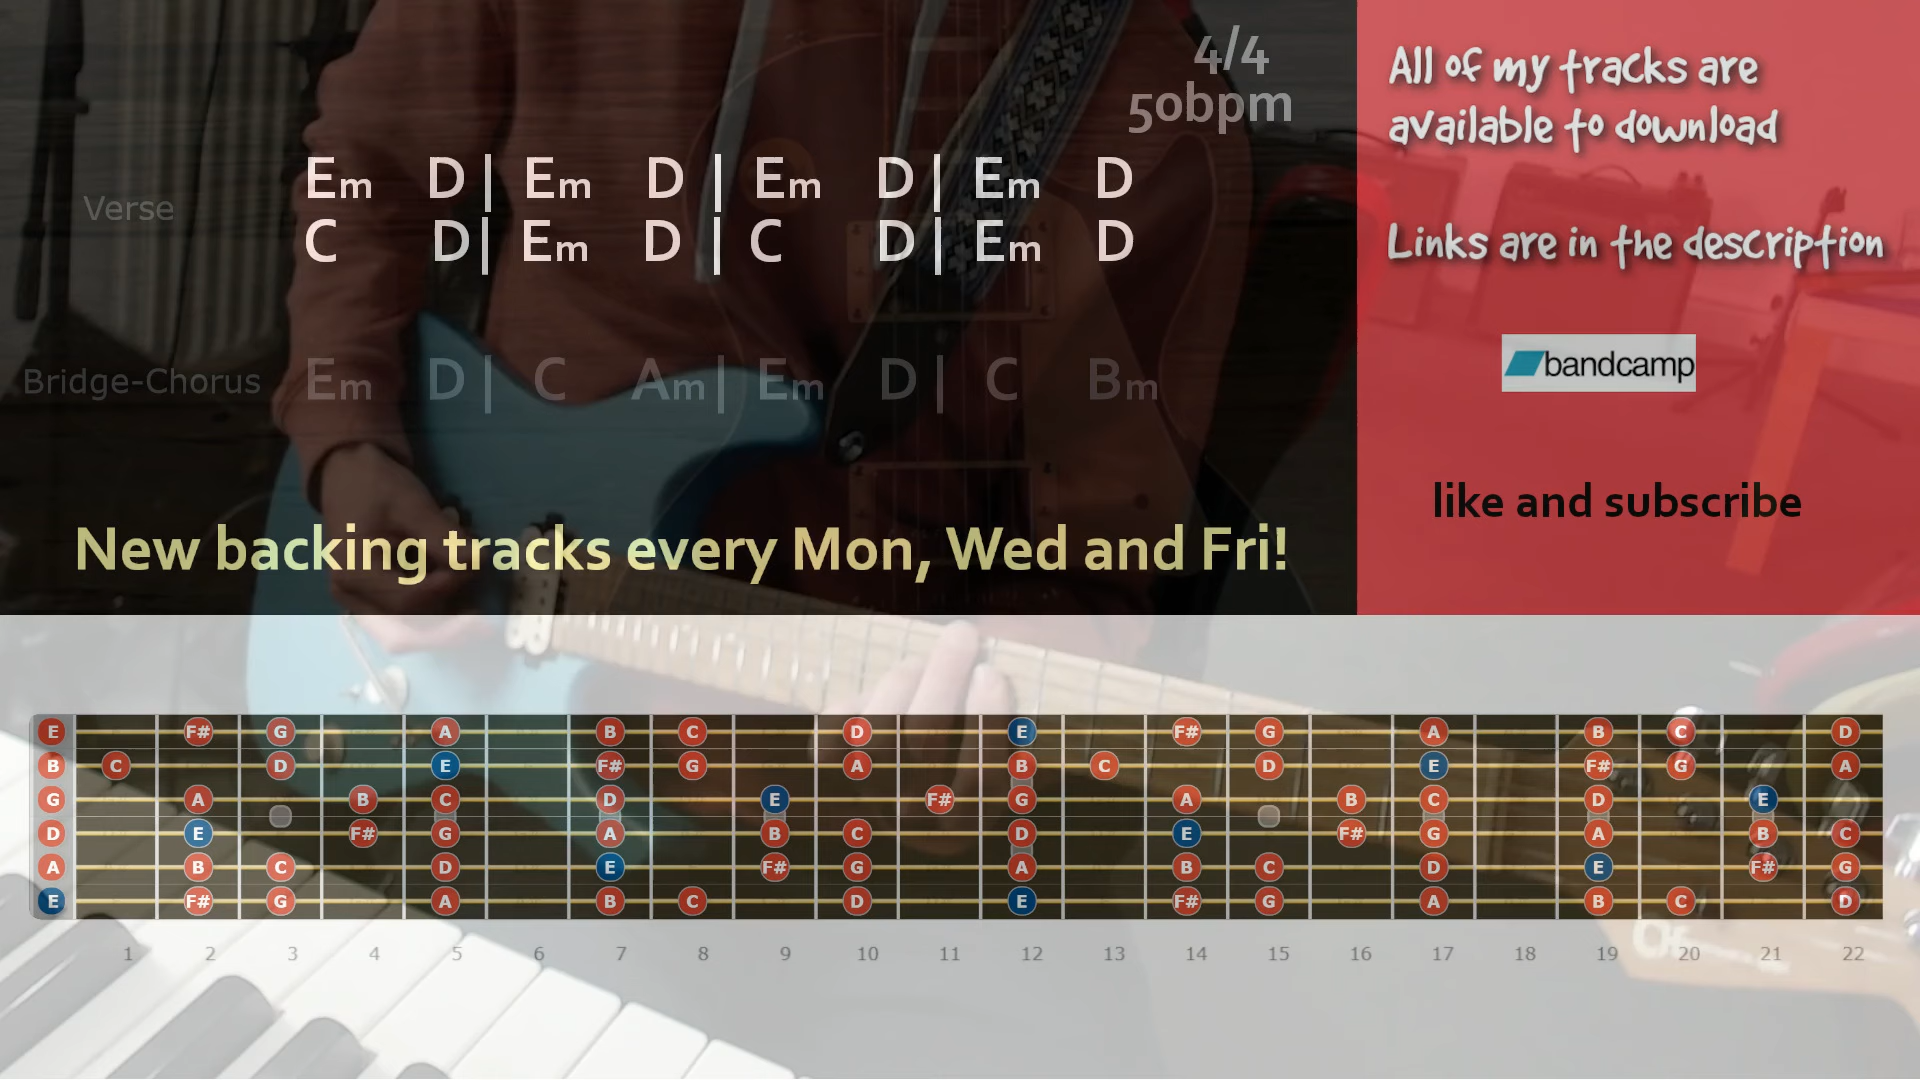 4/4
50bpm
Verse
Em D | Em D | Em D | Em D
C D | Em D | C D | Em D
Bridge-Chorus Em D | C Am | Em D | C Bm
New backing tracks every Mon, Wed and Fri!
All of my tracks are
available to download
Links are in the description
bandcamp
like and subscribe
E F# G A B C D E F# G A B C D
B C D E F# G A B C D E F# G A
G A B C D E F# G A B C D E
D E F# G A B C D E F# G A B C
A B C D E F# G A B C D E F# G
E F# G A B C D E F# G A B C D
1 2 3 4 5 6 7 8 9 10 11 12 13 14 15 16 17 18 19 20 21 22